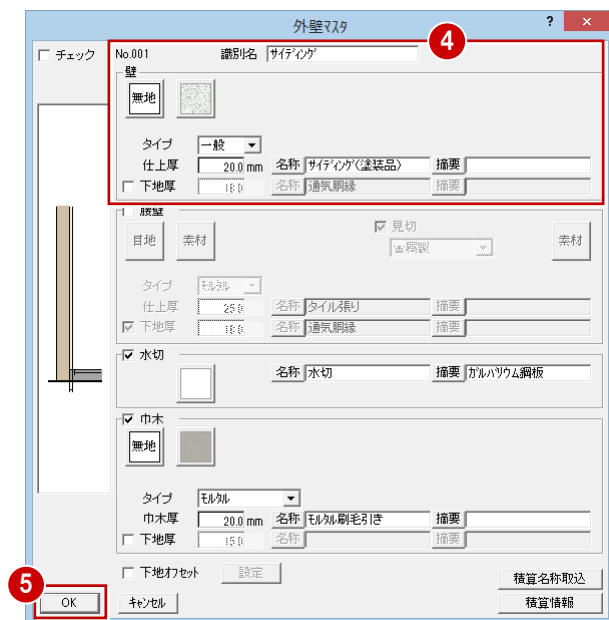 外壁マスタ ? ×
チェック
No.001 識別名 サイディング 4
壁
無地
タイプ 一般
仕上厚 20.0 mm 名称 サイディング(塗装品) 摘要
下地厚 18.0 名称 通気胴縁 摘要
腰壁
目地 素材 見切 素材
タイプ モルタル
仕上厚 25.0 名称 タイル張り 摘要
下地厚 18.0 名称 通気胴縁 摘要
水切
名称 水切 摘要 ガルバリウム鋼板
巾木
無地
タイプ モルタル
巾木厚 20.0 mm 名称 モルタル刷毛引き 摘要
下地厚 15.0 名称 摘要
下地オフセット 設定
積算名称取込
5
OK キャンセル 積算情報